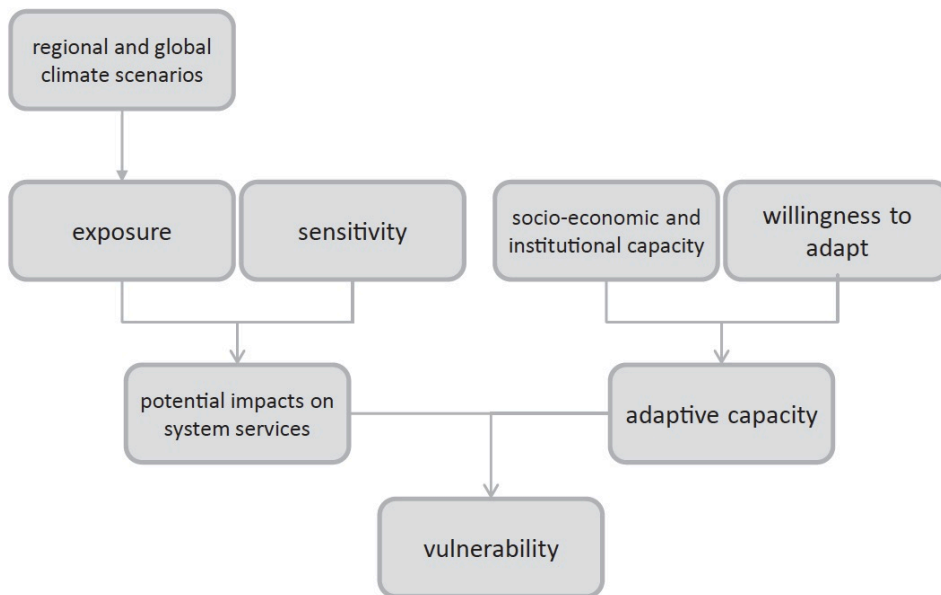 regional and global
climate scenarios
exposure
sensitivity
socio-economic and
institutional capacity
willingness to
adapt
potential impacts on
system services
adaptive capacity
vulnerability